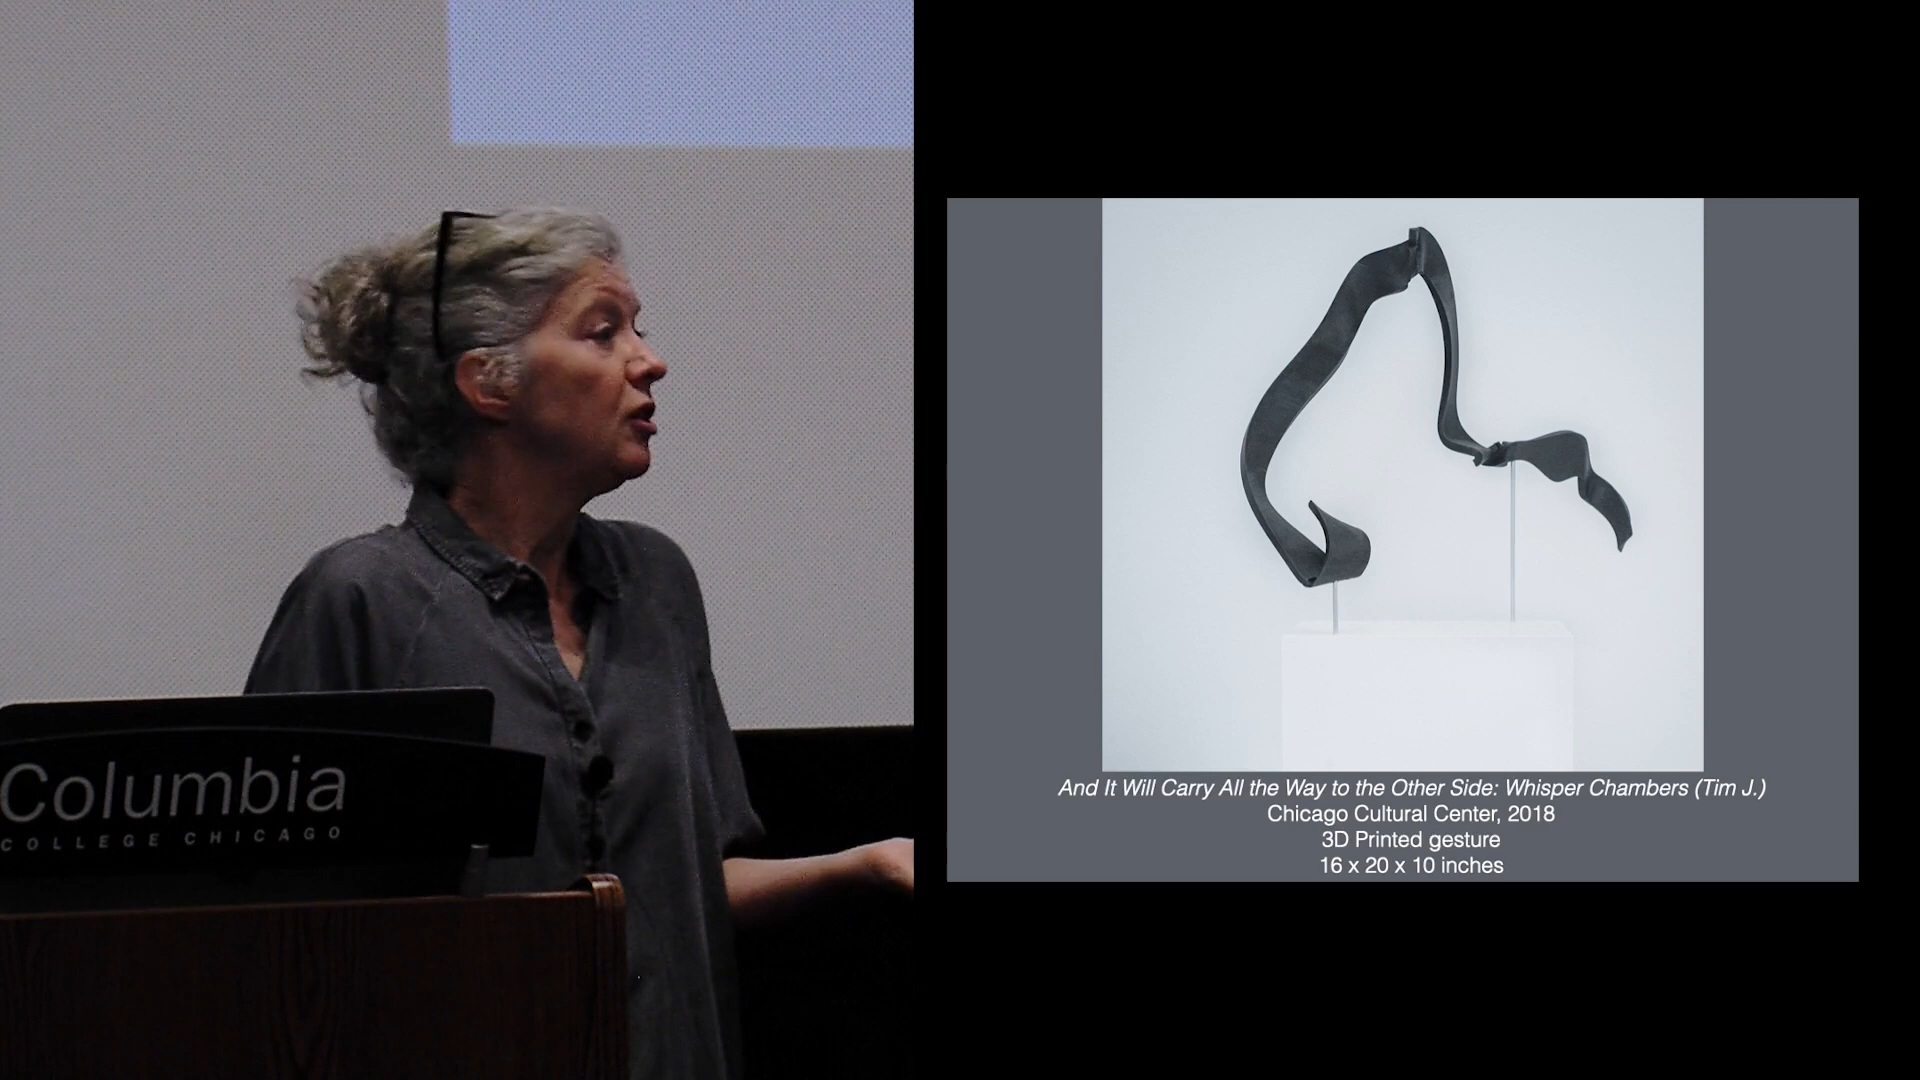 Columbia
COLLEGE CHICAGO
And It Will Carry All the Way to the Other Side: Whisper Chambers (Tim J.)
Chicago Cultural Center, 2018
3D Printed gesture
16 x 20 x 10 inches